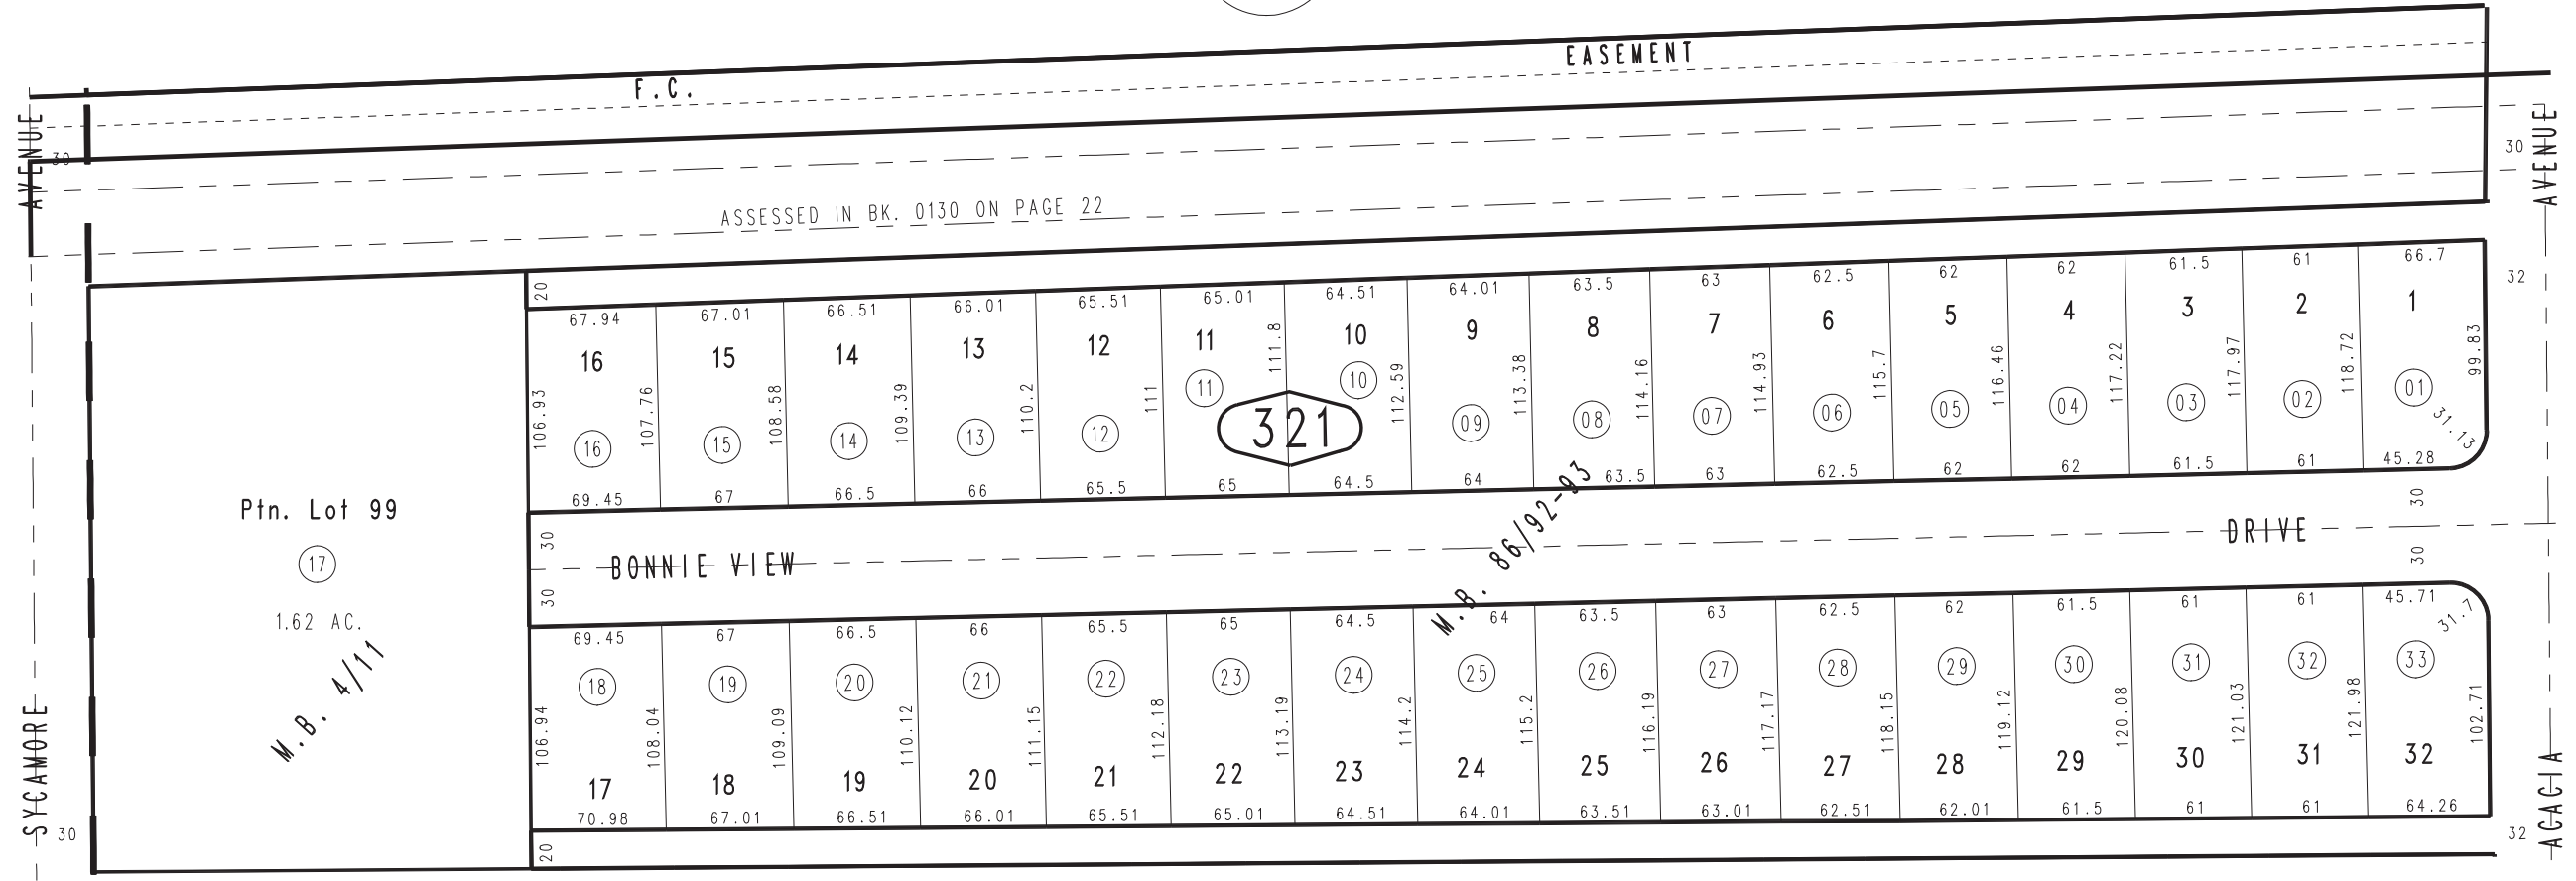 EASEMENT
F.C.
AVENUE
30
30
AVENUE
ASSESSED IN BK. 0130 ON PAGE 22
20
67.94 67.01 66.51 66.01 65.51 65.01 64.51 64.01 63.5 63 62.5 62 62 61.5 61 66.7
32
16 15 14 13 12 11 10 9 8 7 6 5 4 3 2 1
106.93 107.76 108.58 109.39 110.2 111 111.8 112.59 113.38 114.16 114.93 115.7 116.46 117.22 117.97 118.72 99.83
16 15 14 13 12 11 10 09 08 07 06 05 04 03 02 01
31.13
321
69.45 67 66.5 66 65.5 65 64.5 64 63.5 63 62.5 62 62 61.5 61 45.28
Ptn. Lot 99
17
1.62 AC.
M.B. 4/11
30
30
BONNIE VIEW
M.B. 86/92-93
DRIVE
30
30
69.45 67 66.5 66 65.5 65 64.5 64 63.5 63 62.5 62 61.5 61 61 45.71
31.7
18 19 20 21 22 23 24 25 26 27 28 29 30 31 32 33
106.94 108.04 109.09 110.12 111.15 112.18 113.19 114.2 115.2 116.19 117.17 118.15 119.12 120.08 121.03 121.98 102.71
17 18 19 20 21 22 23 24 25 26 27 28 29 30 31 32
70.98 67.01 66.51 66.01 65.51 65.01 64.51 64.01 63.51 63.01 62.51 62.01 61.5 61 61 64.26
20
SYCAMORE
30
32
ACACIA